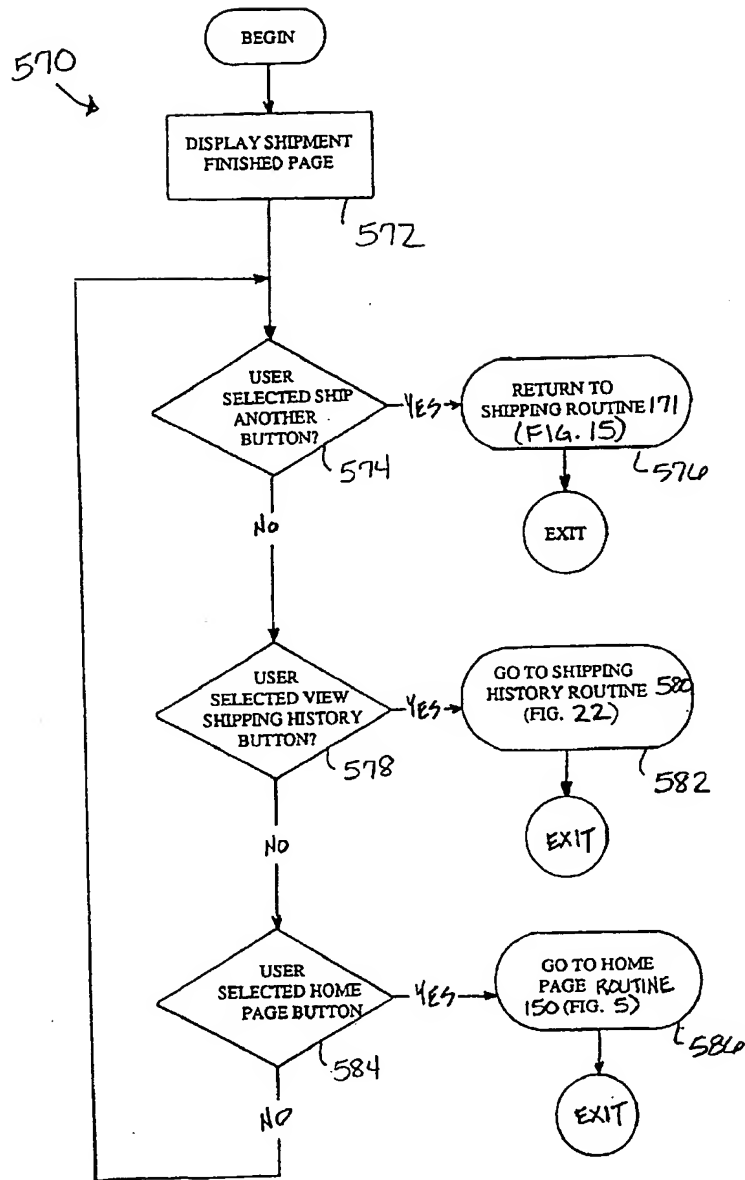 BEGIN
570
DISPLAY SHIPMENT
FINISHED PAGE
572
USER
SELECTED SHIP
ANOTHER
BUTTON?
574
YES
RETURN TO
SHIPPING ROUTINE 171
(FIG. 15)
576
EXIT
NO
USER
SELECTED VIEW
SHIPPING HISTORY
BUTTON?
578
YES
GO TO SHIPPING
HISTORY ROUTINE 580
(FIG. 22)
582
EXIT
NO
USER
SELECTED HOME
PAGE BUTTON
584
YES
GO TO HOME
PAGE ROUTINE
150 (FIG. 5)
586
EXIT
NO